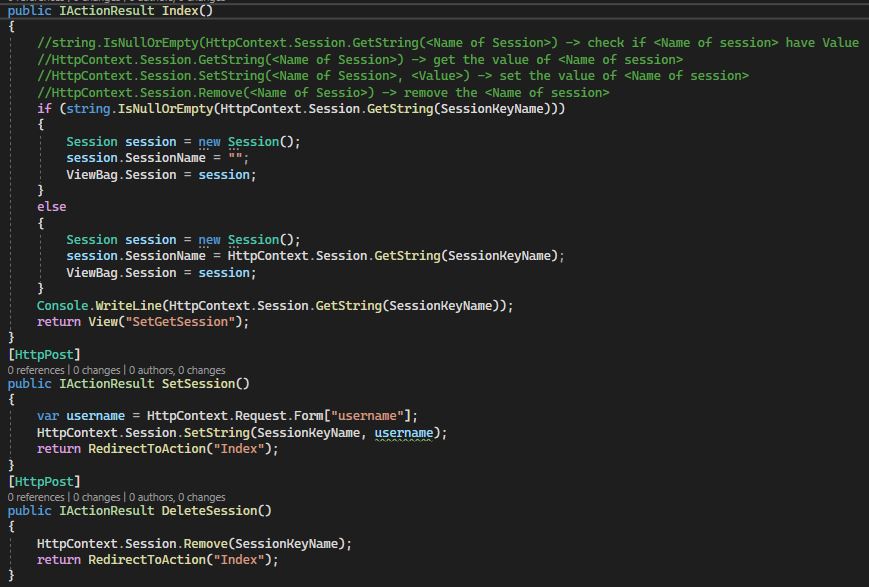 public IActionResult Index()
{
//string.IsNullOrEmpty(HttpContext.Session.GetString(<Name of Session>) -> check if <Name of session> have Value
//HttpContext.Session.GetString(<Name of Session>) -> get the value of <Name of session>
//HttpContext.Session.SetString(<Name of Session>, <Value>) -> set the value of <Name of session>
//HttpContext.Session.Remove(<Name of Sessio>) -> remove the <Name of session>
if (string.IsNullOrEmpty(HttpContext.Session.GetString(SessionKeyName)))
{
Session session = new Session();
session.SessionName = "";
ViewBag.Session = session;
}
else
{
Session session = new Session();
session.SessionName = HttpContext.Session.GetString(SessionKeyName);
ViewBag.Session = session;
}
Console.WriteLine(HttpContext.Session.GetString(SessionKeyName));
return View("SetGetSession");
}
[HttpPost]
0 references | 0 changes | 0 authors, 0 changes
public IActionResult SetSession()
{
var username = HttpContext.Request.Form["username"];
HttpContext.Session.SetString(SessionKeyName, username);
return RedirectToAction("Index");
}
[HttpPost]
0 references | 0 changes | 0 authors, 0 changes
public IActionResult DeleteSession()
{
HttpContext.Session.Remove(SessionKeyName);
return RedirectToAction("Index");
}